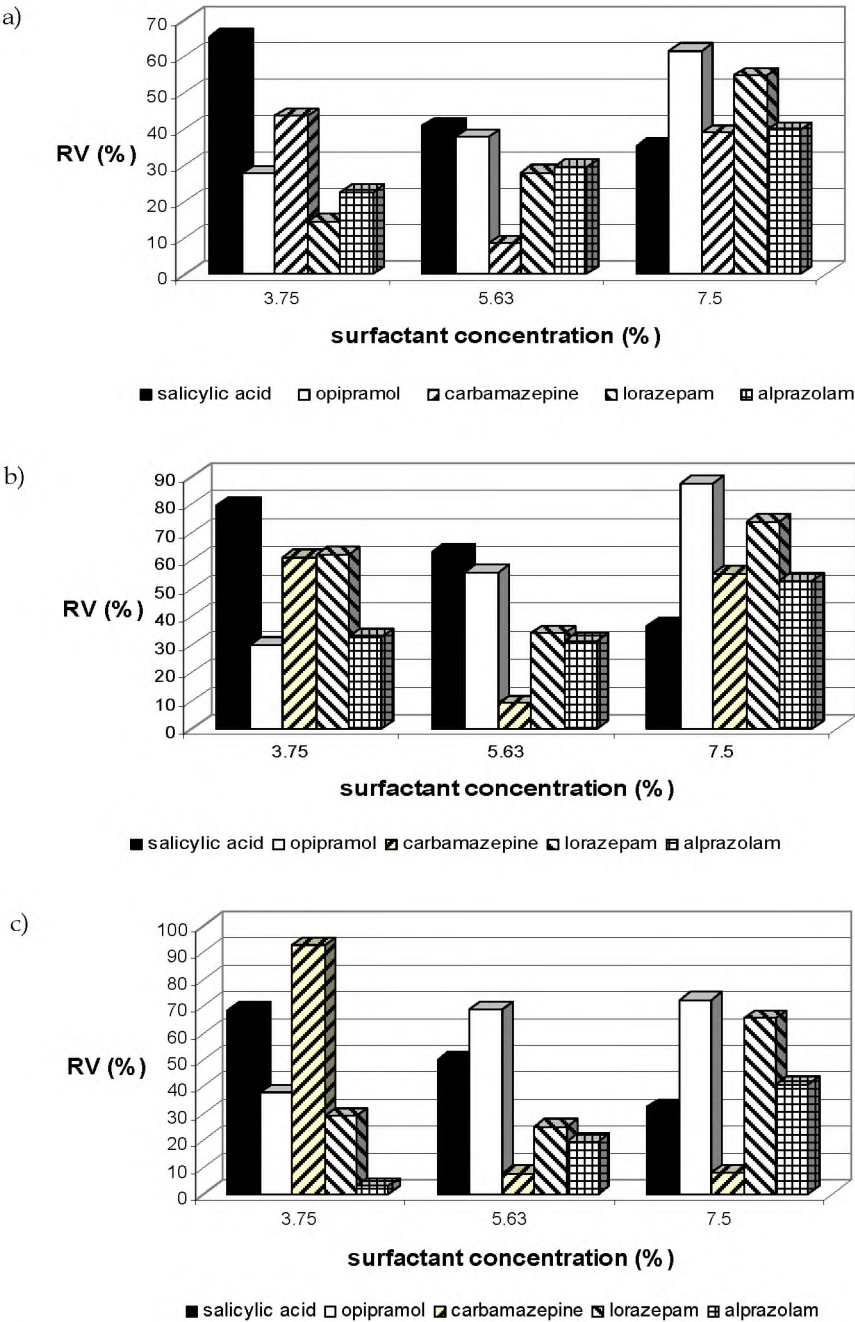 a)
70
60
50
40
30
20
10
0
RV (%)
3.75 5.63 7.5
surfactant concentration (%)
salicylic acid opipramol carbamazepine lorazepam alprazolam
b)
90
80
70
60
50
40
30
20
10
0
RV (%)
3.75 5.63 7.5
surfactant concentration (%)
salicylic acid opipramol carbamazepine lorazepam alprazolam
c)
100
90
80
70
60
50
40
30
20
10
0
RV (%)
3.75 5.63 7.5
surfactant concentration (%)
salicylic acid opipramol carbamazepine lorazepam alprazolam